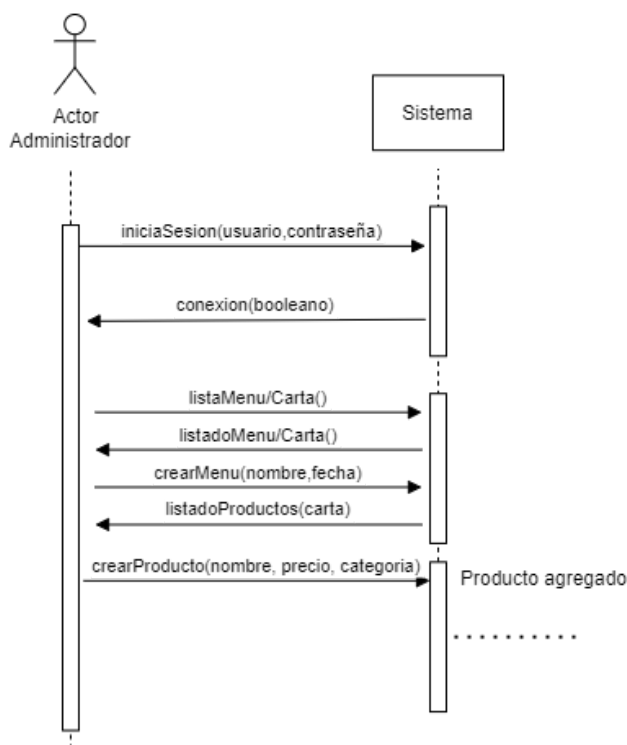 Actor
Administrador
Sistema
iniciaSesion(usuario,contraseña)
conexion(booleano)
listaMenu/Carta()
listadoMenu/Carta()
crearMenu(nombre,fecha)
listadoProductos(carta)
crearProducto(nombre, precio, categoria)
Producto agregado
..........